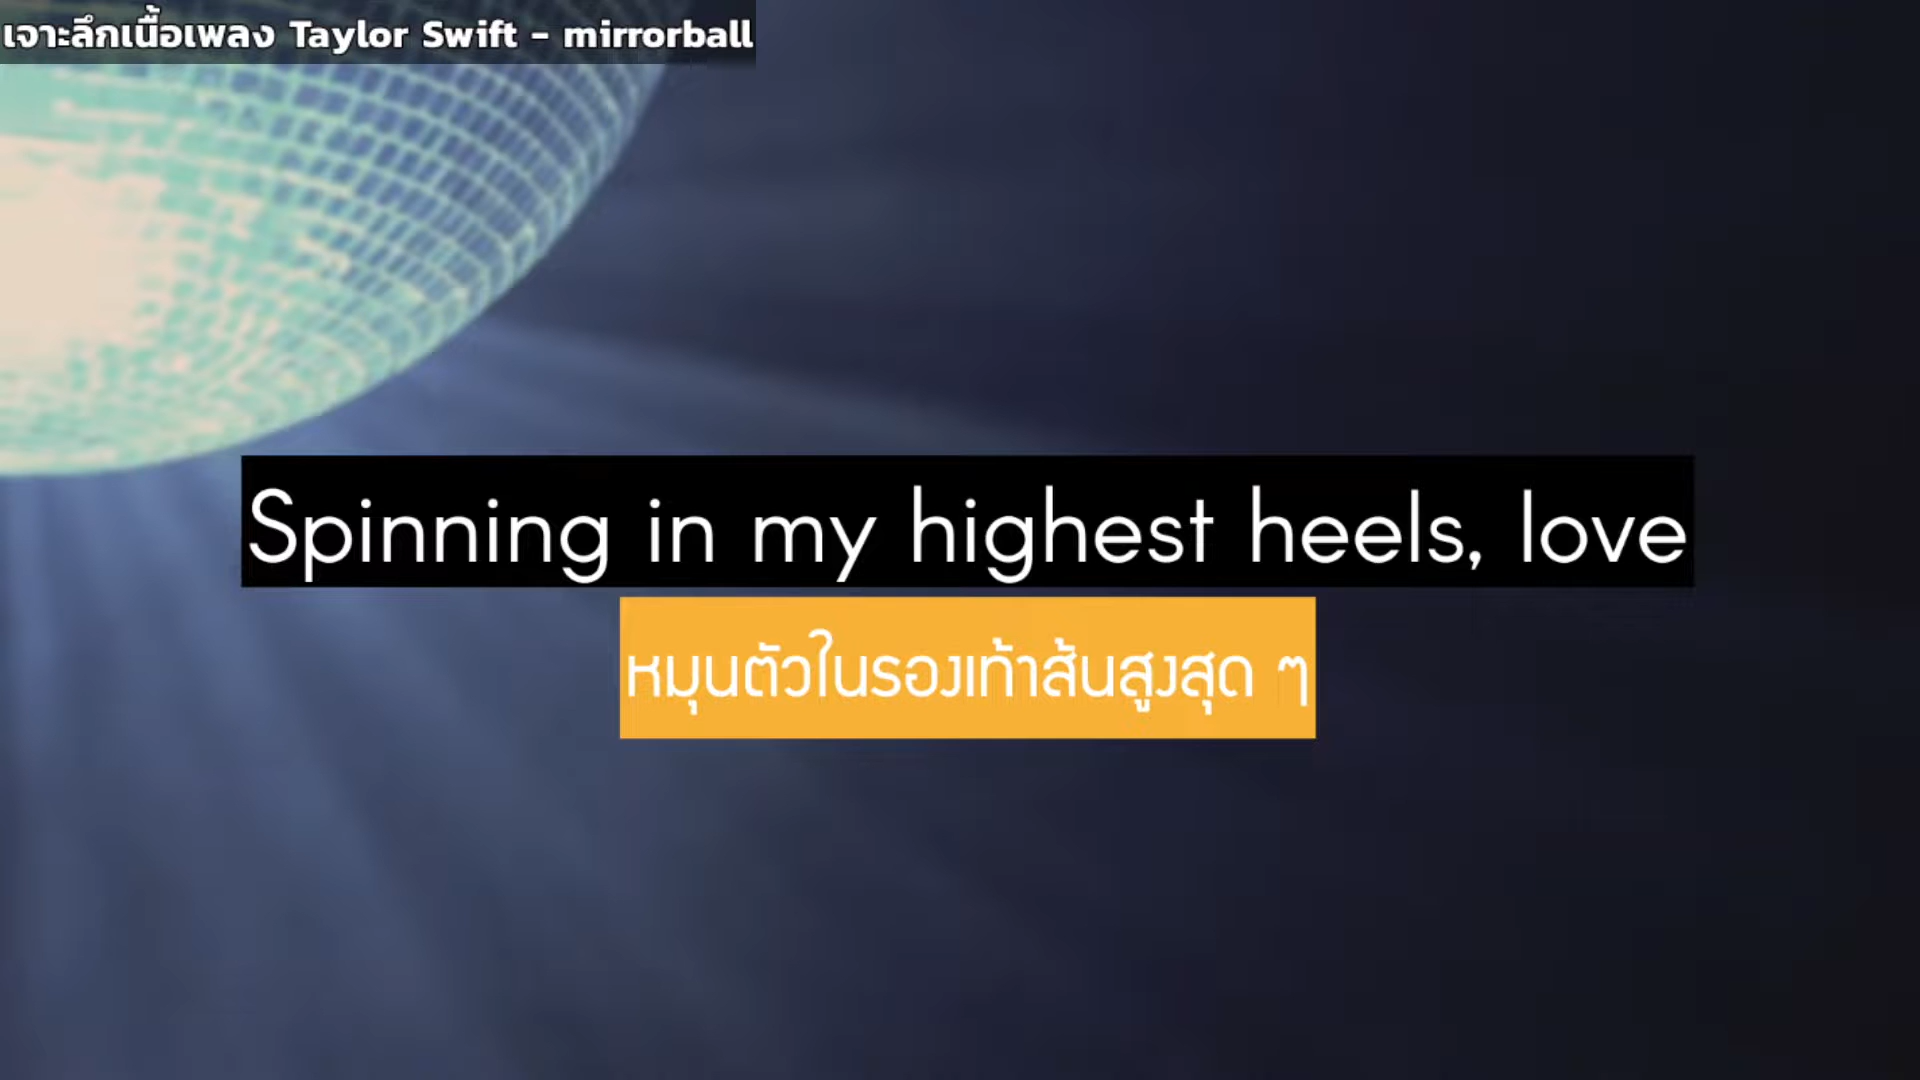 เจาะลึกเนื้อเพลง Taylor Swift - mirrorball
Spinning in my highest heels, love
หมุนตัวในรองเท้าส้นสูงสุด ๆ